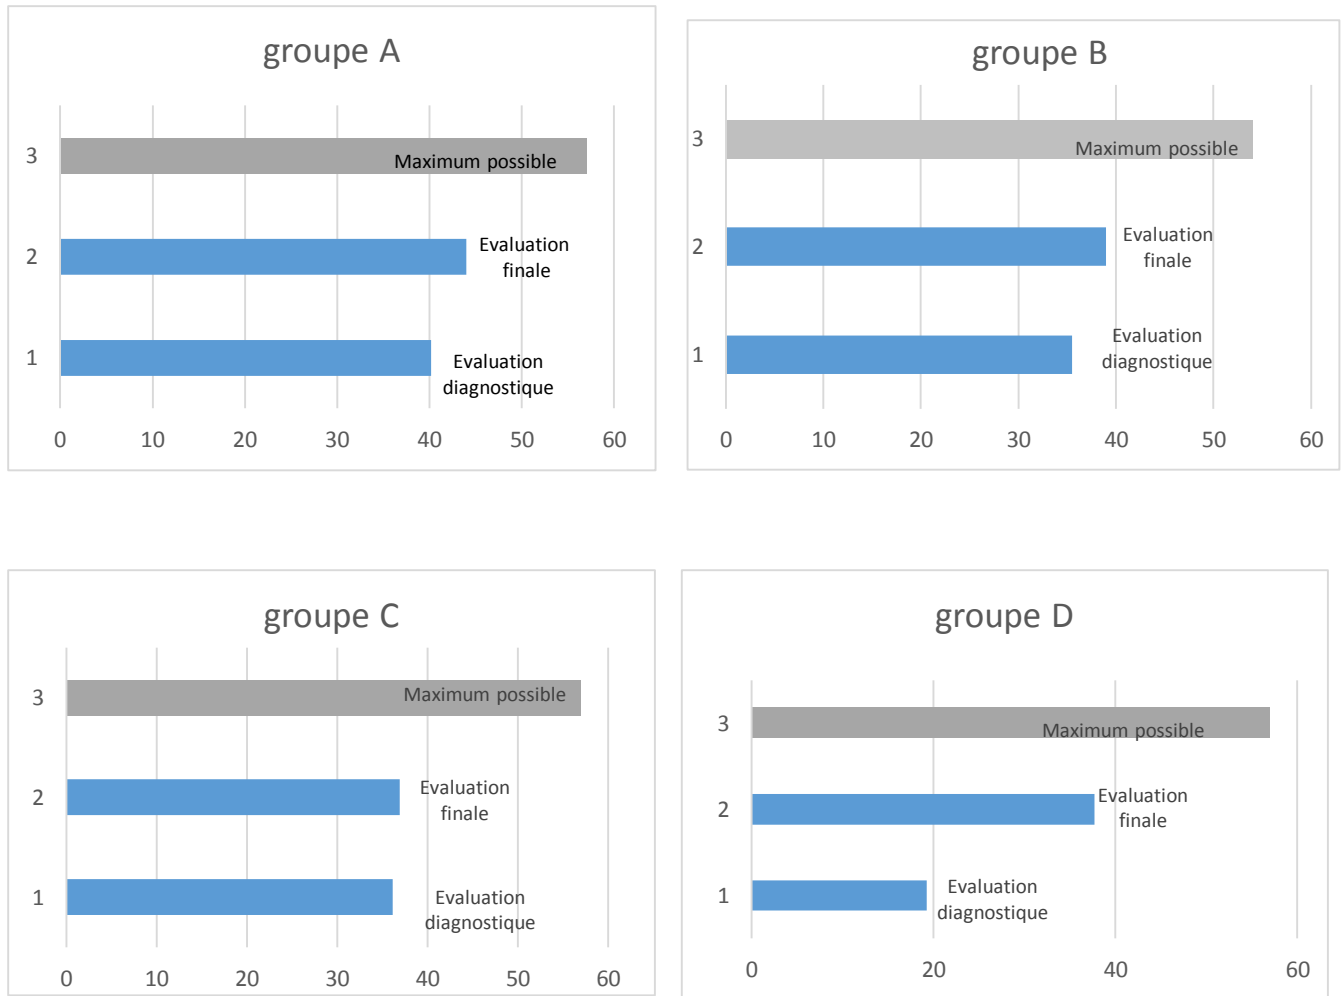 groupe A
3
Maximum possible
2
Evaluation
finale
1
Evaluation
diagnostique
0 10 20 30 40 50 60
groupe B
3
Maximum possible
2
Evaluation
finale
1
Evaluation
diagnostique
0 10 20 30 40 50 60
groupe C
3
Maximum possible
2
Evaluation
finale
1
Evaluation
diagnostique
0 10 20 30 40 50 60
groupe D
3
Maximum possible
2
Evaluation
finale
1
Evaluation
diagnostique
0 20 40 60